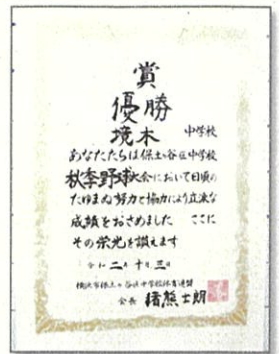 賞
優勝
境木 中学校
あなたたちは保土ヶ谷区中学校
秋季野球大会において日頃の
たゆまぬ努力と協力により立派な
成績をおさめました ここに
その栄光を讃えます
令和二年十月三日
横浜市保土ヶ谷区中学校体育連盟
会長 士朗